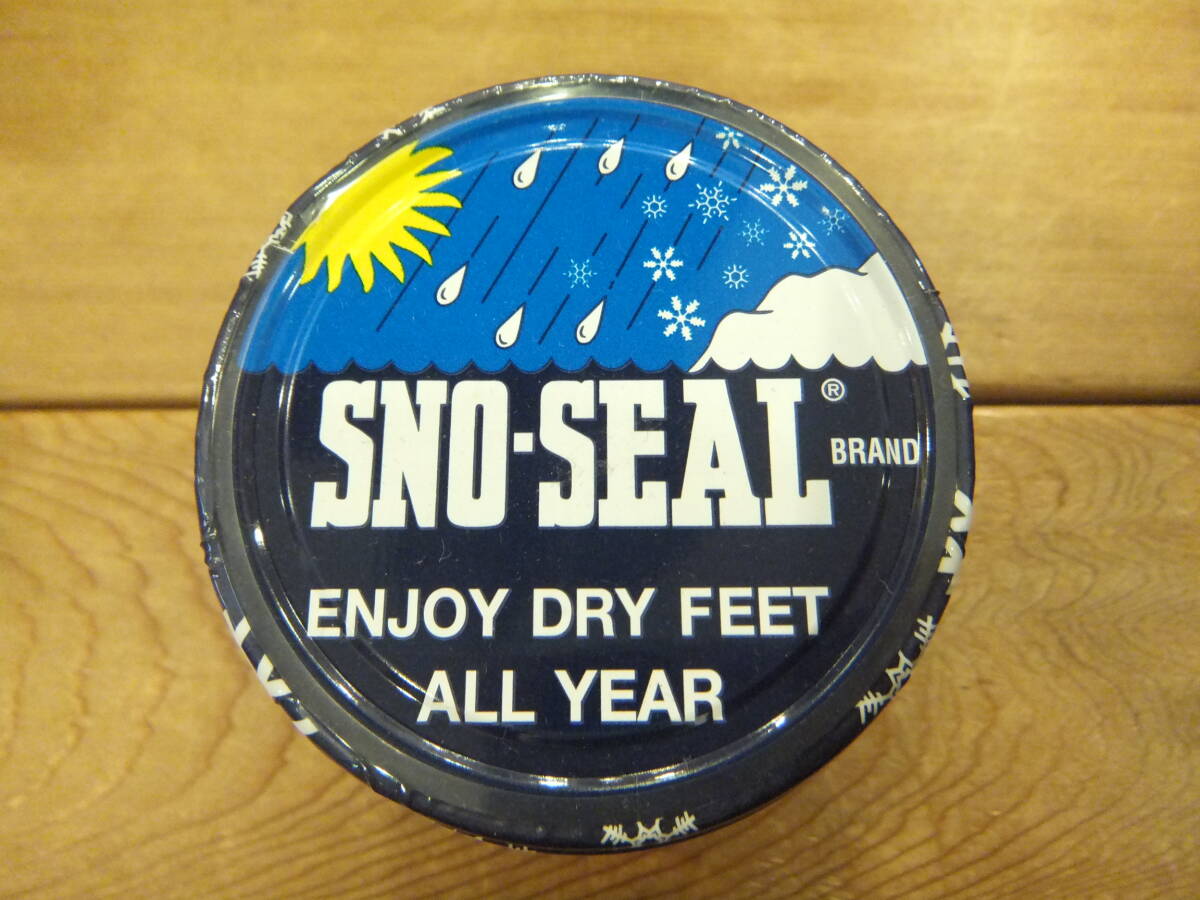 SNO-SEAL®
BRAND
ENJOY DRY FEET
ALL YEAR